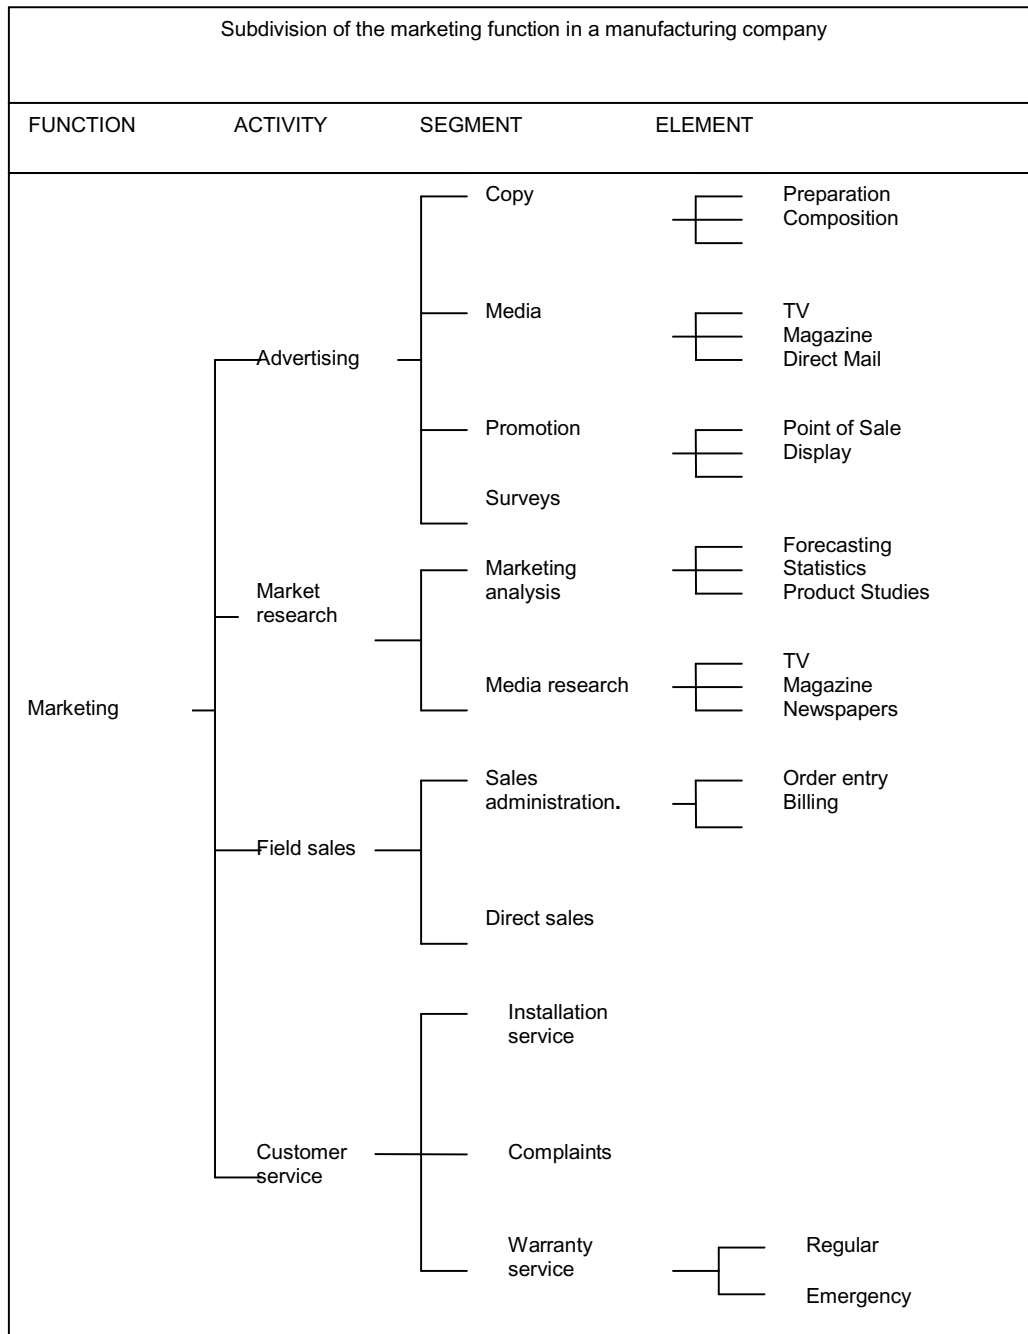 Subdivision of the marketing function in a manufacturing company
FUNCTION ACTIVITY SEGMENT ELEMENT
Copy Preparation
Composition
Media TV
Magazine
Advertising Direct Mail
Promotion Point of Sale
Display
Surveys
Forecasting
Marketing Statistics
analysis Product Studies
Market
research
TV
Media research Magazine
Newspapers
Marketing
Sales Order entry
administration. Billing
Field sales
Direct sales
Installation
service
Customer Complaints
service
Warranty Regular
service
Emergency